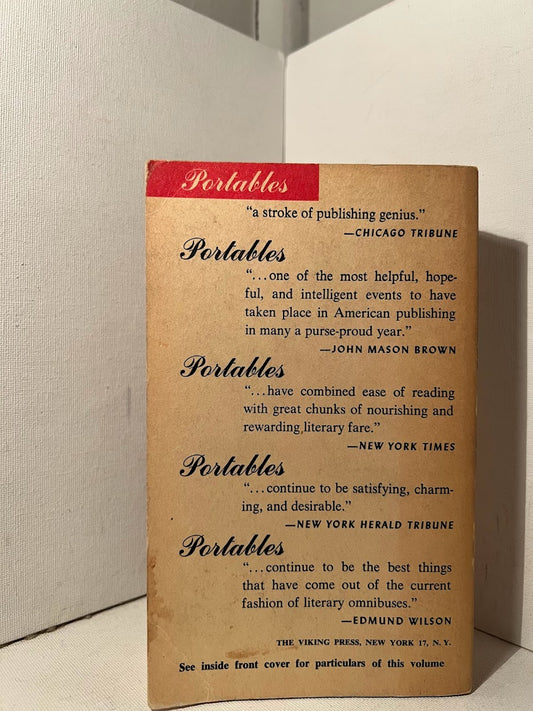 Portables
“a stroke of publishing genius.”
—CHICAGO TRIBUNE
Portables
“...one of the most helpful, hope-
ful, and intelligent events to have
taken place in American publishing
in many a purse-proud year.”
—JOHN MASON BROWN
Portables
“...have combined ease of reading
with great chunks of nourishing and
rewarding literary fare.”
—NEW YORK TIMES
Portables
“...continue to be satisfying, charm-
ing, and desirable.”
—NEW YORK HERALD TRIBUNE
Portables
“...continue to be the best things
that have come out of the current
fashion of literary omnibuses.”
—EDMUND WILSON
THE VIKING PRESS, NEW YORK 17, N. Y.
See inside front cover for particulars of this volume